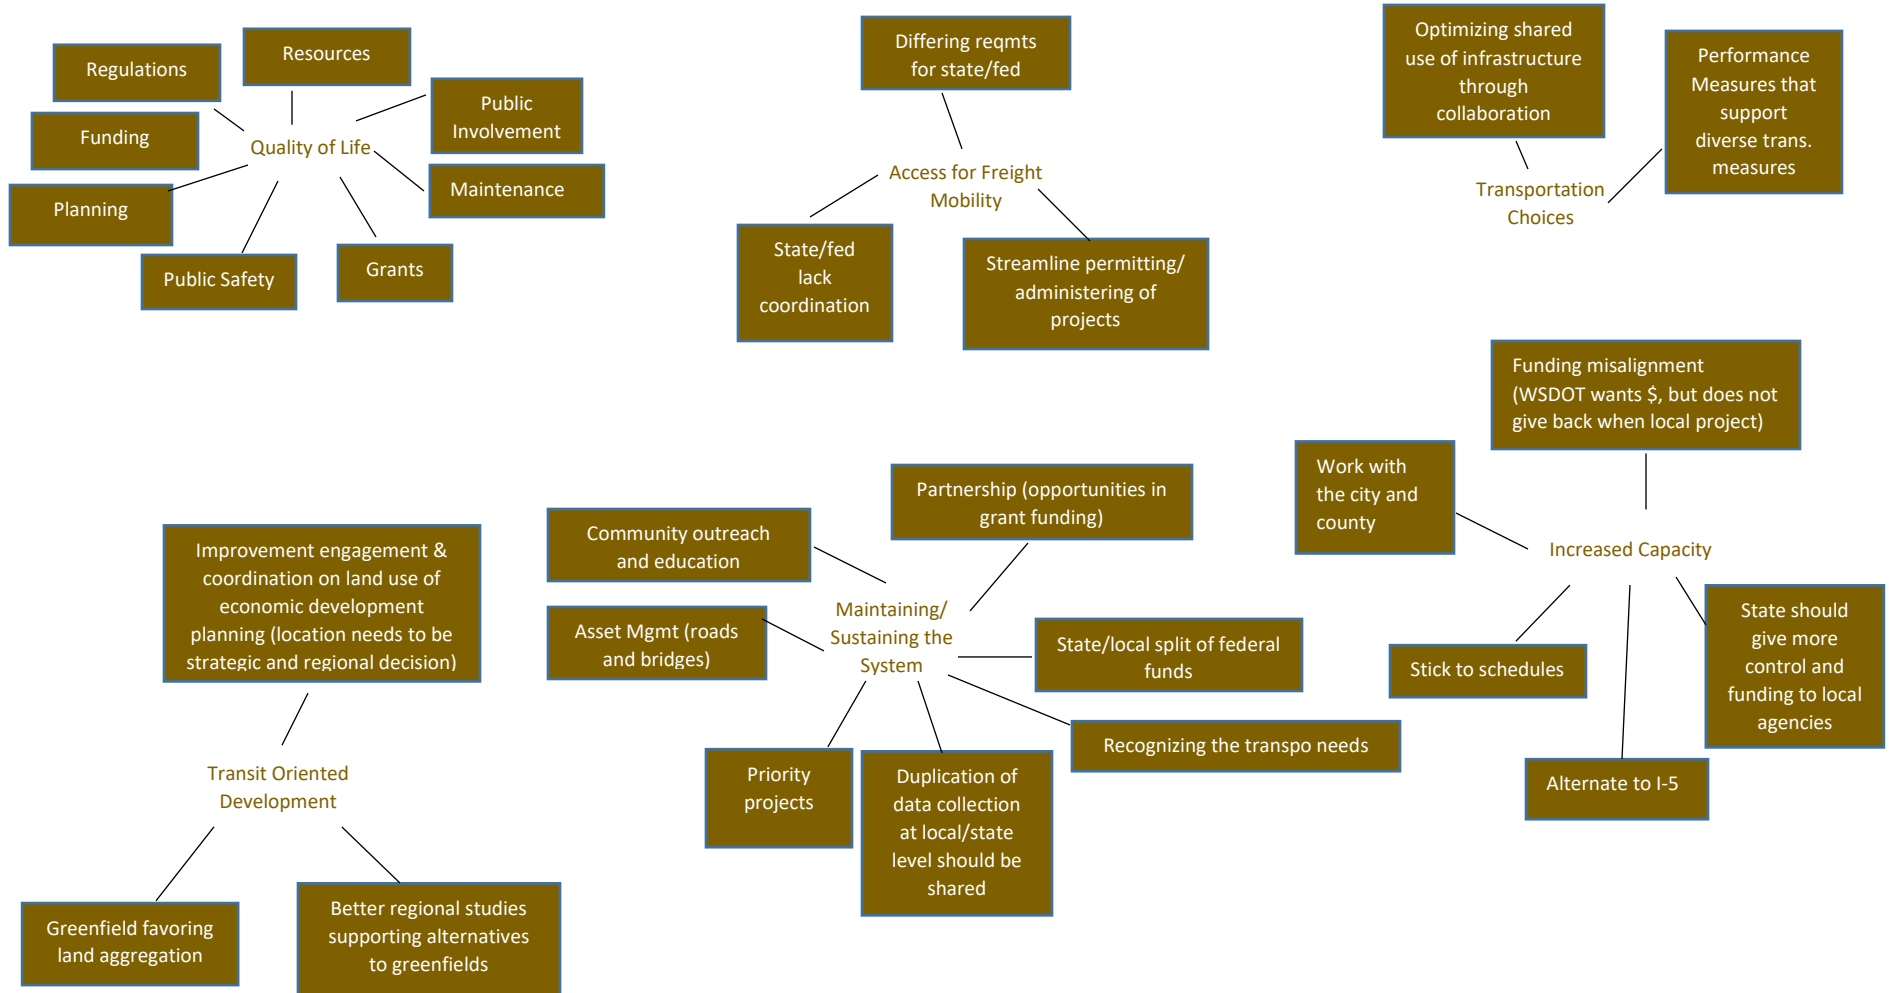 Resources
Regulations
Public
Involvement
Funding
Quality of Life
Maintenance
Planning
Public Safety
Grants
Differing reqmts
for state/fed
Access for Freight
Mobility
State/fed
lack
coordination
Streamline permitting/
administering of
projects
Optimizing shared
use of infrastructure
through
collaboration
Performance
Measures that
support
diverse trans.
measures
Transportation
Choices
Improvement engagement &
coordination on land use of
economic development
planning (location needs to be
strategic and regional decision)
Transit Oriented
Development
Greenfield favoring
land aggregation
Better regional studies
supporting alternatives
to greenfields
Partnership (opportunities in
grant funding)
Community outreach
and education
Maintaining/
Sustaining the
System
Asset Mgmt (roads
and bridges)
State/local split of federal
funds
Recognizing the transpo needs
Priority
projects
Duplication of
data collection
at local/state
level should be
shared
Funding misalignment
(WSDOT wants $, but does not
give back when local project)
Work with
the city and
county
Increased Capacity
Stick to schedules
State should
give more
control and
funding to local
agencies
Alternate to I-5